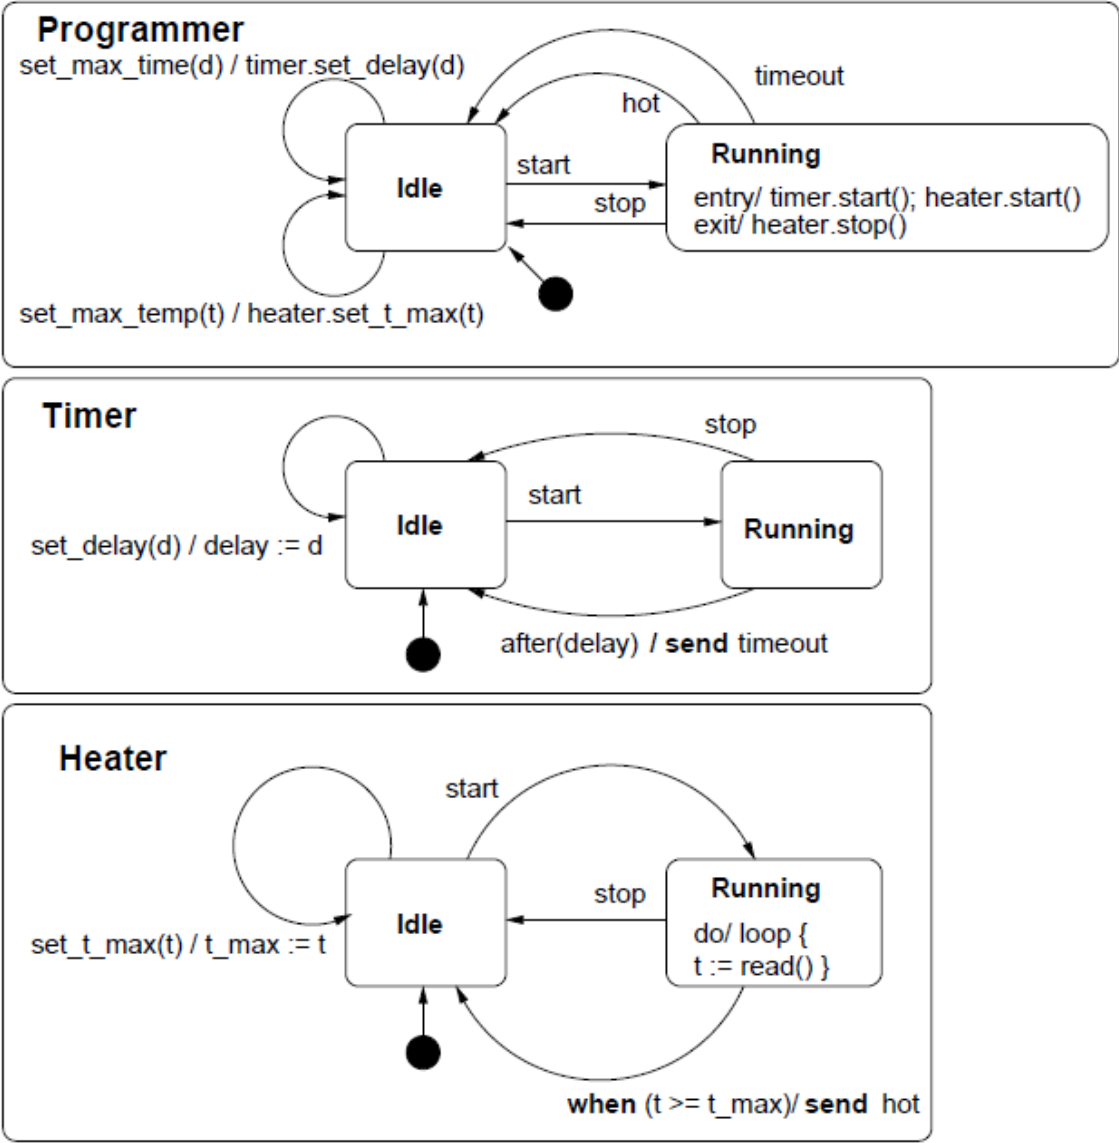 Programmer
set_max_time(d) / timer.set_delay(d)
timeout
hot
Running
Idle
start
entry/ timer.start(); heater.start()
stop
exit/ heater.stop()
set_max_temp(t) / heater.set_t_max(t)
Timer
stop
start
Idle
Running
set_delay(d) / delay := d
after(delay) / send timeout
Heater
start
Running
stop
Idle
do/ loop {
set_t_max(t) / t_max := t
t := read() }
when (t >= t_max)/ send hot